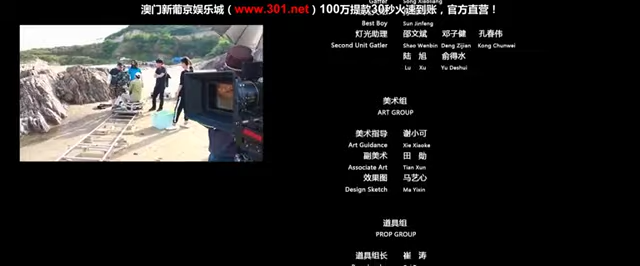 澳门新葡京娱乐城（www.301.net）100万提款30秒火速到账，官方直营！
Gaffer Song Xiaoliang
Best Boy Sun Jinfeng
灯光助理 邵文斌 邓子健 孔春伟
Second Unit Gatler Shao Wenbin Deng Zijian Kong Chunwei
陆 旭 俞得水
Lu Xu Yu Deshui
美术组
ART GROUP
美术指导 谢小可
Art Guidance Xie Xiaoke
副美术 田 勋
Associate Art Tian Xun
效果图 马艺心
Design Sketch Ma Yixin
道具组
PROP GROUP
道具组长 崔 涛